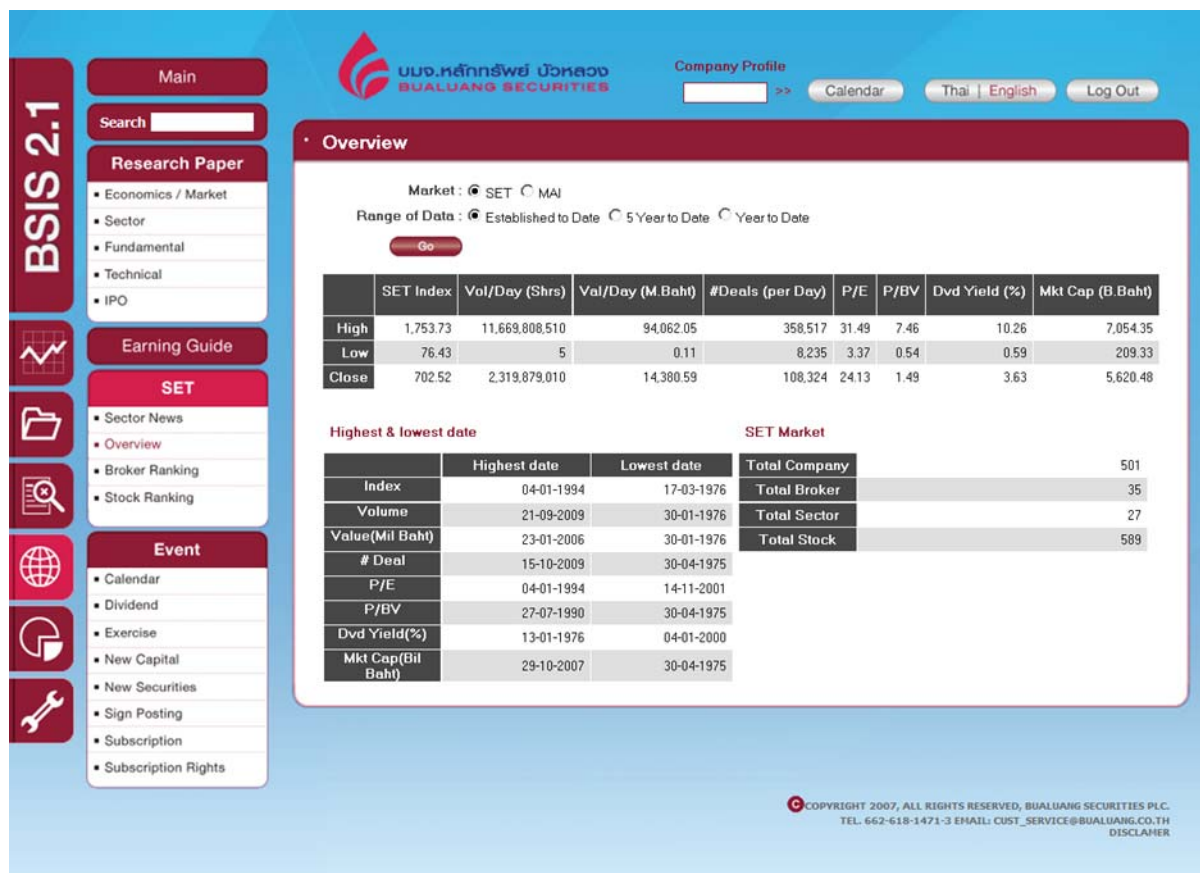 BSIS 2.1
Main
Search
Research Paper
Economics / Market
Sector
Fundamental
Technical
IPO
Earning Guide
SET
Sector News
Overview
Broker Ranking
Stock Ranking
Event
Calendar
Dividend
Exercise
New Capital
New Securities
Sign Posting
Subscription
Subscription Rights
บมจ.หลักทรัพย์ บัวหลวง
BUALUANG SECURITIES
Company Profile
>> Calendar Thai | English Log Out
Overview
Market : SET MAI
Range of Data : Established to Date 5 Year to Date Year to Date
Go
SET Index Vol/Day (Shrs) Val/Day (M.Baht) #Deals (per Day) P/E P/BV Dvd Yield (%) Mkt Cap (B.Baht)
High 1,753.73 11,669,808,510 94,062.05 358,517 31.49 7.46 10.26 7,054.35
Low 76.43 5 0.11 8,235 3.37 0.54 0.59 209.33
Close 702.52 2,319,879,010 14,380.59 108,324 24.13 1.49 3.63 5,620.48
Highest & lowest date
Highest date Lowest date
Index 04-01-1994 17-03-1976
Volume 21-09-2009 30-01-1976
Value(Mil Baht) 23-01-2006 30-01-1976
# Deal 15-10-2009 30-04-1975
P/E 04-01-1994 14-11-2001
P/BV 27-07-1990 30-04-1975
Dvd Yield(%) 13-01-1976 04-01-2000
Mkt Cap(Bil
Baht) 29-10-2007 30-04-1975
SET Market
Total Company 501
Total Broker 35
Total Sector 27
Total Stock 589
C COPYRIGHT 2007, ALL RIGHTS RESERVED, BUALUANG SECURITIES PLC.
TEL. 662-618-1471-3 EMAIL: CUST_SERVICE@BUALUANG.CO.TH
DISCLAMER